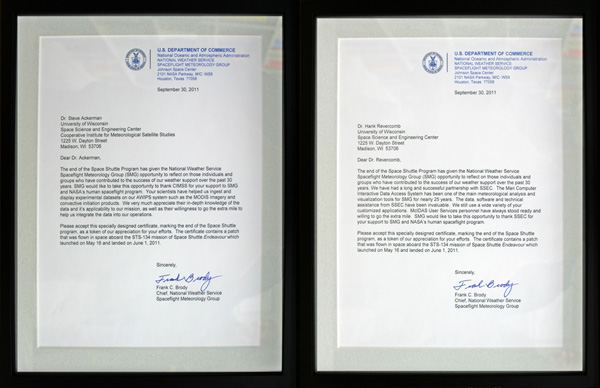 U.S. DEPARTMENT OF COMMERCE
National Oceanic and Atmospheric Administration
NATIONAL WEATHER SERVICE
SPACEFLIGHT METEOROLOGY GROUP
Johnson Space Center
2101 NASA Parkway, M/C: WS8
Houston, Texas 77058
September 30, 2011
Dr. Steve Ackerman
University of Wisconsin
Space Science and Engineering Center
Cooperative Institute for Meteorological Satellite Studies
1225 W. Dayton Street
Madison, WI 53706
Dear Dr. Ackerman,
The end of the Space Shuttle Program has given the National Weather Service
Spaceflight Meteorology Group (SMG) opportunity to reflect on those individuals and
groups who have contributed to the success of our weather support over the past 30
years. SMG would like to take this opportunity to thank CIMSS for your support to SMG
and NASA's human spaceflight program. Your scientists have helped us ingest and
display experimental datasets on our AWIPS system such as the MODIS imagery and
convective initiation products. We very much appreciate their in-depth knowledge of the
data and it's applicability to our mission, as well as their willingness to go the extra mile to
help us integrate the data into our operations.
Please accept this specially designed certificate, marking the end of the Space Shuttle
program, as a token of our appreciation for your efforts. The certificate contains a patch
that was flown in space aboard the STS-134 mission of Space Shuttle Endeavour which
launched on May 16 and landed on June 1, 2011.
Sincerely,
Frank Brody
Frank C. Brody
Chief, National Weather Service
Spaceflight Meteorology Group
U.S. DEPARTMENT OF COMMERCE
National Oceanic and Atmospheric Administration
NATIONAL WEATHER SERVICE
SPACEFLIGHT METEOROLOGY GROUP
Johnson Space Center
2101 NASA Parkway, M/C: WS8
Houston, Texas 77058
September 30, 2011
Dr. Hank Revercomb
University of Wisconsin
Space Science and Engineering Center
1225 W. Dayton Street
Madison, WI 53706
Dear Dr. Revercomb,
The end of the Space Shuttle Program has given the National Weather Service
Spaceflight Meteorology Group (SMG) opportunity to reflect on those individuals and
groups who have contributed to the success of our weather support over the past 30
years. We have had a long and successful partnership with SSEC. The Man Computer
Interactive Data Access System has been one of the main meteorological analysis and
visualization tools for SMG for nearly 25 years. The data, software and technical
assistance from SSEC have been invaluable. We still use a wide variety of your
customized applications. McIDAS User Services personnel have always stood ready and
willing to go the extra mile. SMG would like to take this opportunity to thank SSEC for
your support to SMG and NASA's human spaceflight program.
Please accept this specially designed certificate, marking the end of the Space Shuttle
program, as a token of our appreciation for your efforts. The certificate contains a patch
that was flown in space aboard the STS-134 mission of Space Shuttle Endeavour which
launched on May 16 and landed on June 1, 2011.
Sincerely,
Frank Brody
Frank C. Brody
Chief, National Weather Service
Spaceflight Meteorology Group